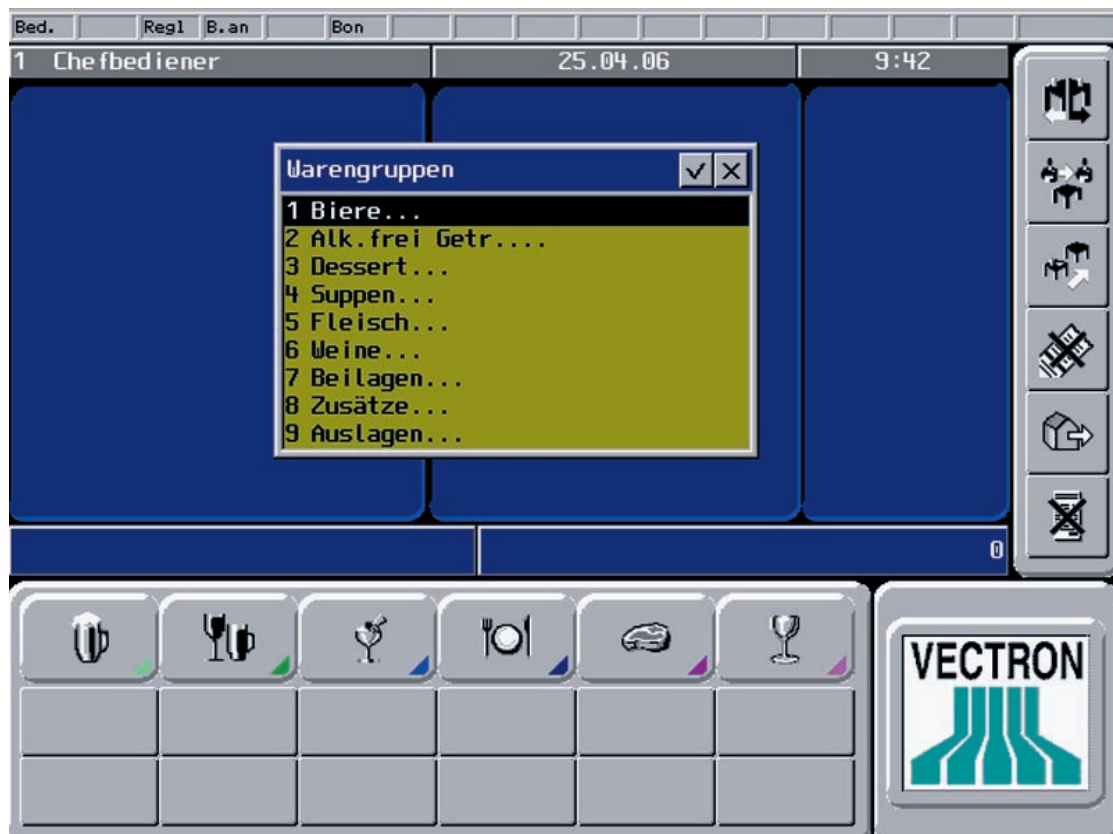 Bed. Regl B.an Bon
1 Chefbediener 25.04.06 9:42
Warengruppen
1 Biere...
2 Alk.frei Getr....
3 Dessert...
4 Suppen...
5 Fleisch...
6 Weine...
7 Beilagen...
8 Zusätze...
9 Auslagen...
0
VECTRON